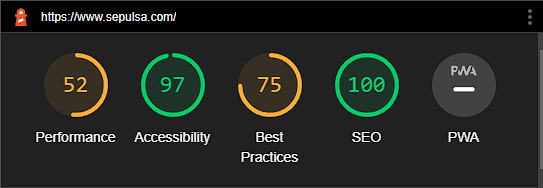 https://www.sepulsa.com/
52 97 75 100 PWA
Performance Accessibility Best Practices SEO PWA